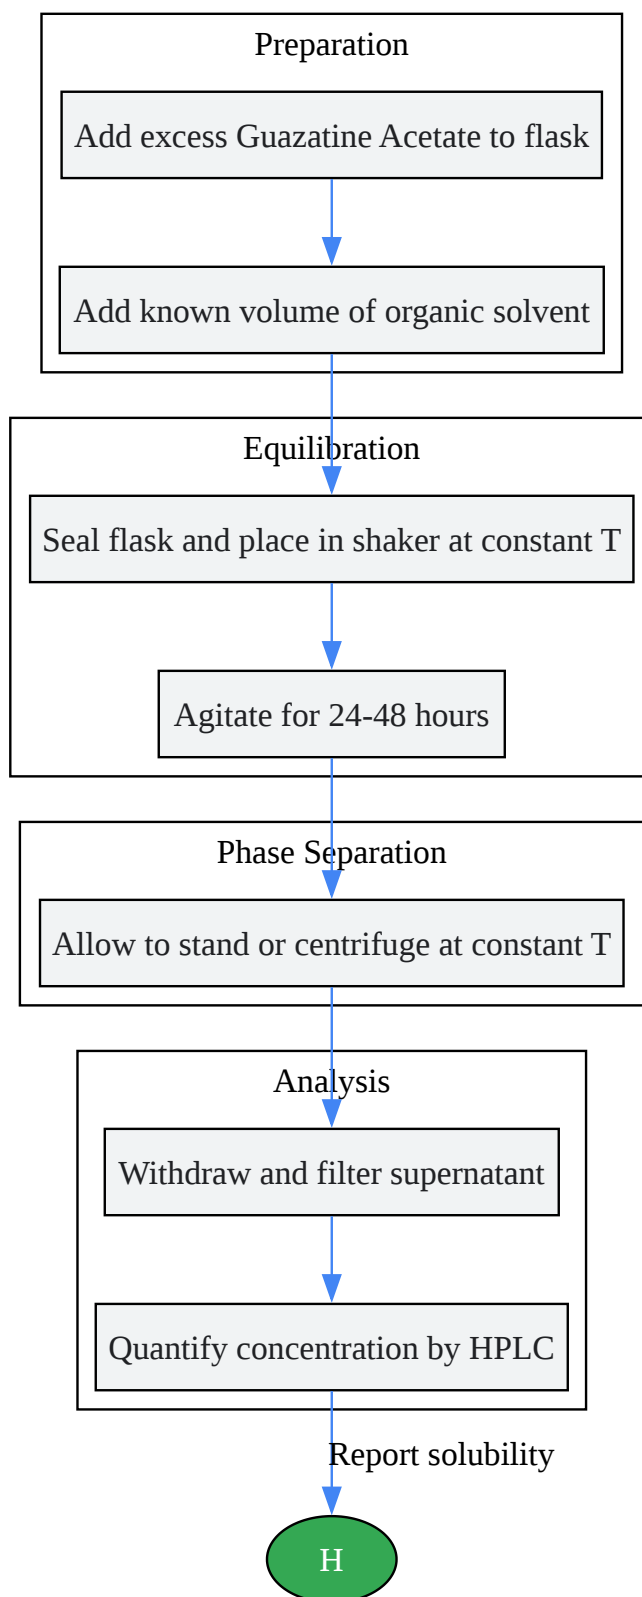 Preparation
Add excess Guazatine Acetate to flask
Add known volume of organic solvent
Equilibration
Seal flask and place in shaker at constant T
Agitate for 24-48 hours
Phase Separation
Allow to stand or centrifuge at constant T
Analysis
Withdraw and filter supernatant
Quantify concentration by HPLC
Report solubility
H